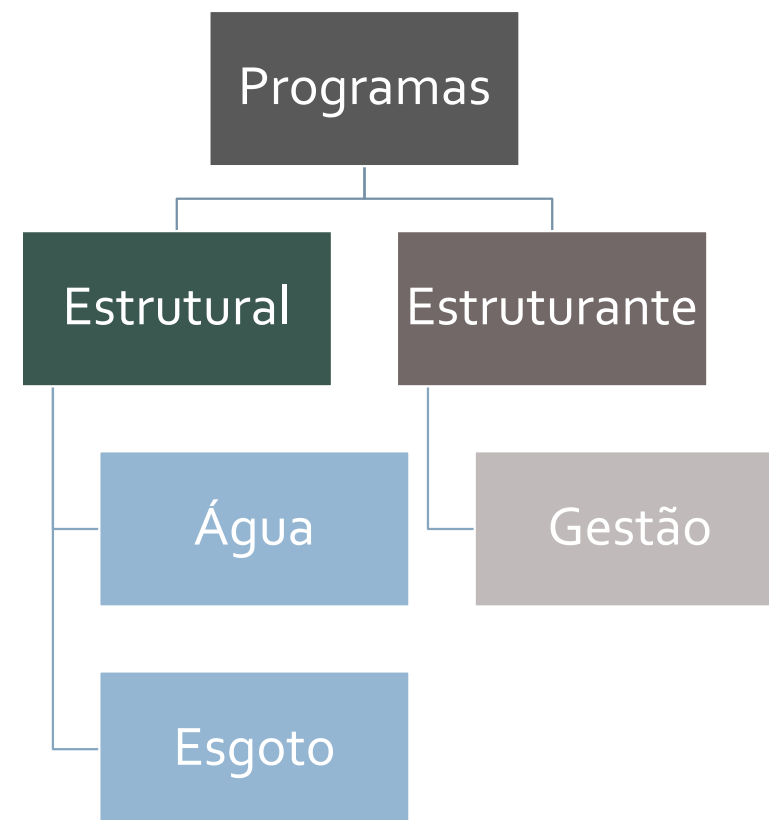 Programas
Estrutural
Estruturante
Água
Gestão
Esgoto